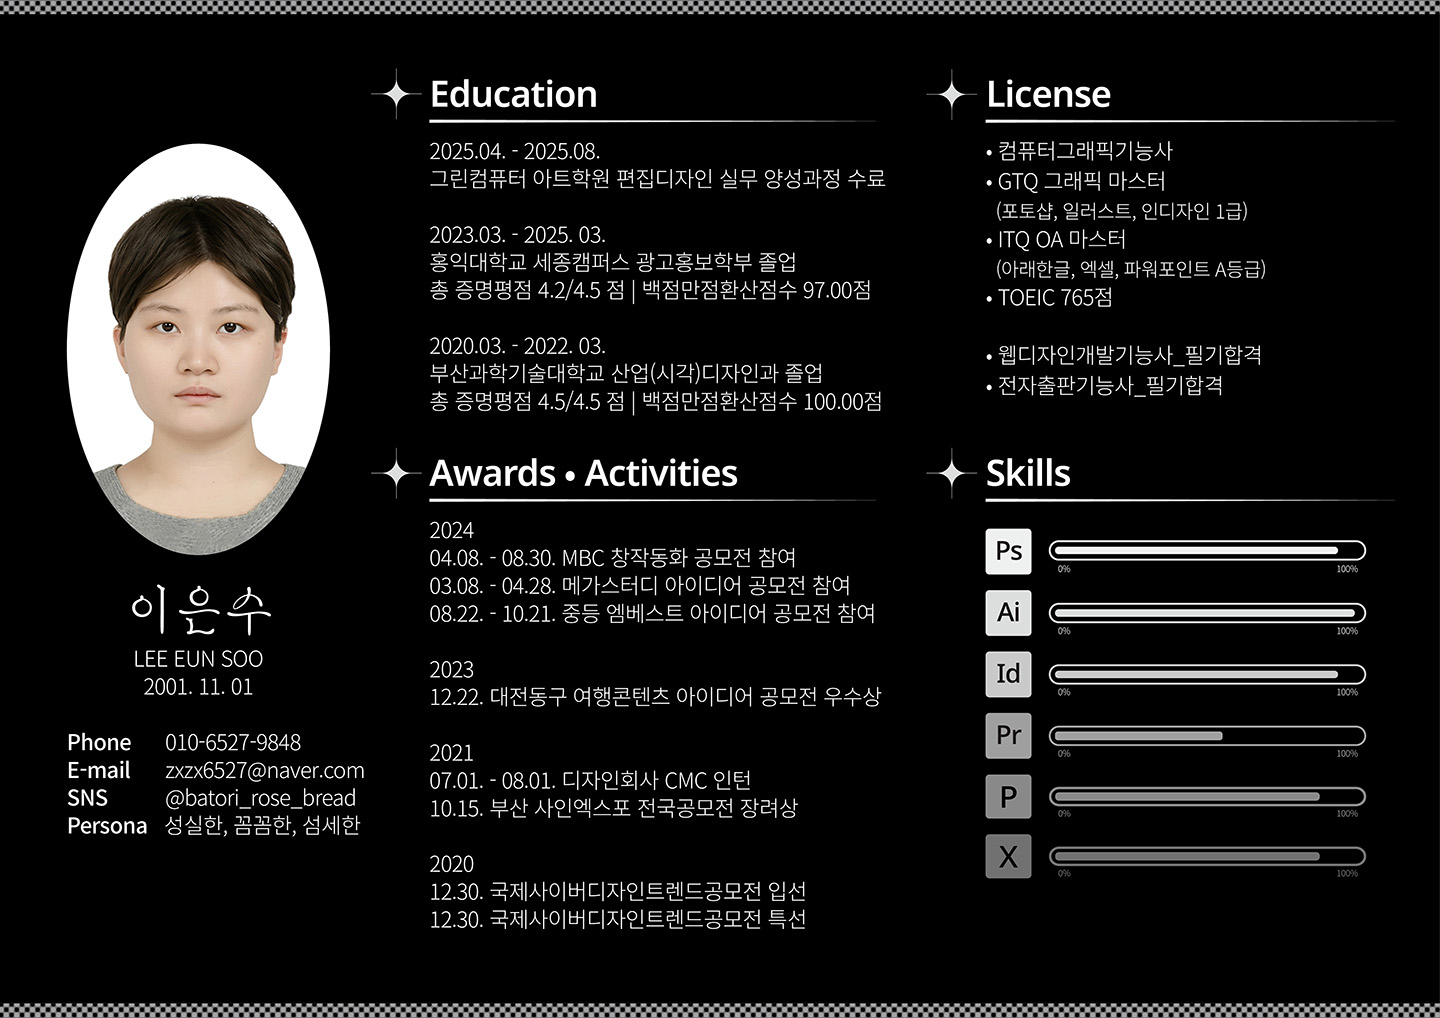 이은수
LEE EUN SOO
2001. 11. 01
Phone 010-6527-9848
E-mail zxzx6527@naver.com
SNS @batori_rose_bread
Persona 성실한, 꼼꼼한, 섬세한
Education
2025.04. - 2025.08.
그린컴퓨터 아트학원 편집디자인 실무 양성과정 수료
2023.03. - 2025. 03.
홍익대학교 세종캠퍼스 광고홍보학부 졸업
총 증명평점 4.2/4.5 점 | 백점만점환산점수 97.00점
2020.03. - 2022. 03.
부산과학기술대학교 산업(시각)디자인과 졸업
총 증명평점 4.5/4.5 점 | 백점만점환산점수 100.00점
Awards • Activities
2024
04.08. - 08.30. MBC 창작동화 공모전 참여
03.08. - 04.28. 메가스터디 아이디어 공모전 참여
08.22. - 10.21. 중등 엠베스트 아이디어 공모전 참여
2023
12.22. 대전동구 여행콘텐츠 아이디어 공모전 우수상
2021
07.01. - 08.01. 디자인회사 CMC 인턴
10.15. 부산 사인엑스포 전국공모전 장려상
2020
12.30. 국제사이버디자인트렌드공모전 입선
12.30. 국제사이버디자인트렌드공모전 특선
License
• 컴퓨터그래픽기능사
• GTQ 그래픽 마스터
(포토샵, 일러스트, 인디자인 1급)
• ITQ OA 마스터
(아래한글, 엑셀, 파워포인트 A등급)
• TOEIC 765점
• 웹디자인개발기능사_필기합격
• 전자출판기능사_필기합격
Skills
Ps
0% 100%
Ai
0% 100%
Id
0% 100%
Pr
0% 100%
P
0% 100%
X
0% 100%